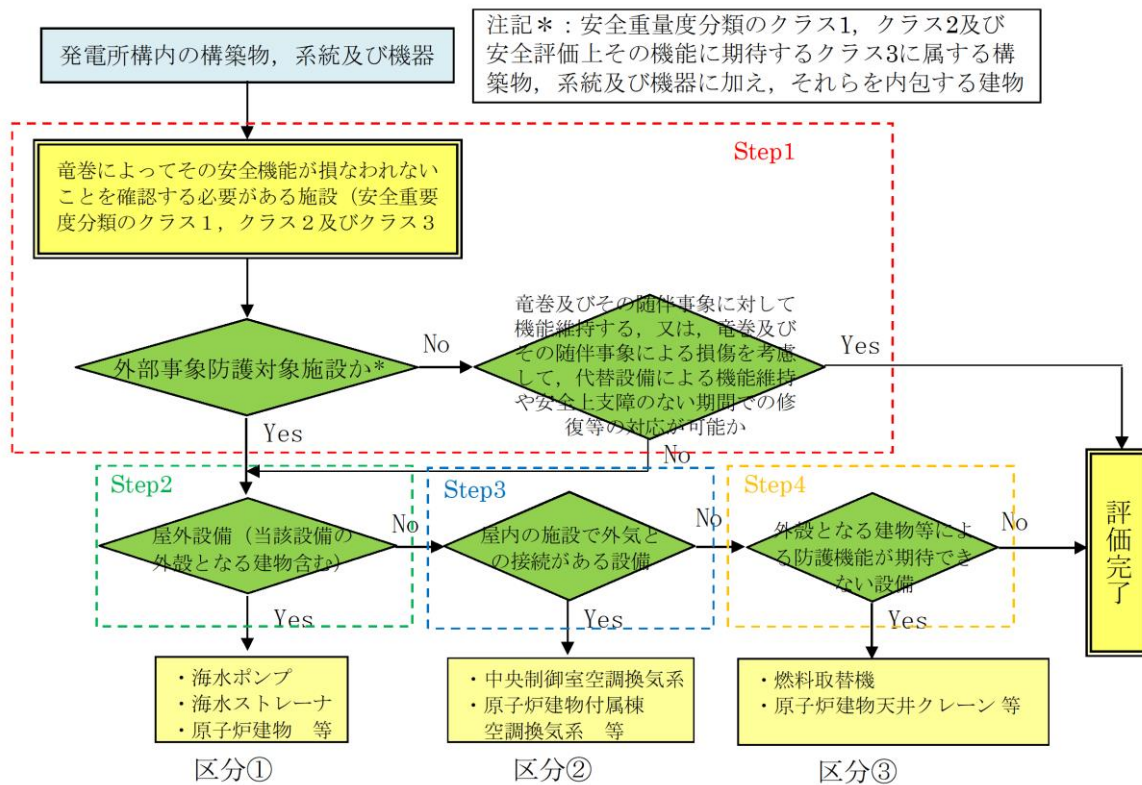 発電所構内の構築物，系統及び機器
注記＊：安全重量度分類のクラス1，クラス2及び
安全評価上その機能に期待するクラス3に属する構
築物，系統及び機器に加え，それらを内包する建物
Step1
竜巻によってその安全機能が損なわれない
ことを確認する必要がある施設（安全重要
度分類のクラス１，クラス２及びクラス３
外部事象防護対象施設か*
No
竜巻及びその随伴事象に対して
機能維持する，又は，竜巻及び
その随伴事象による損傷を考慮
して，代替設備による機能維持
や安全上支障のない期間での修
復等の対応が可能か
Yes
Yes
No
Step2
屋外設備（当該設備の
外殻となる建物含む）
No
Yes
Step3
屋内の施設で外気と
の接続がある設備
No
Yes
Step4
外殻となる建物等によ
る防護機能が期待でき
ない設備
No
Yes
評価完了
・海水ポンプ
・海水ストレーナ
・原子炉建物　等
・中央制御室空調換気系
・原子炉建物付属棟
空調換気系　等
・燃料取替機
・原子炉建物天井クレーン 等
区分①
区分②
区分③